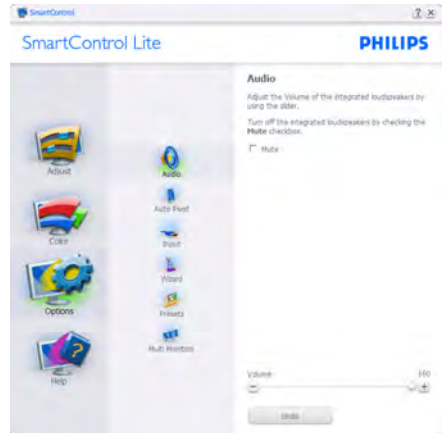 SmartControl
SmartControl Lite
PHILIPS
Adjust
Color
Options
Help
Audio
Auto Pivot
Input
Wizard
Presets
Multi Monitors
Audio
Adjust the Volume of the integrated loudspeakers by
using the slider.
Turn off the integrated loudspeakers by checking the
Mute checkbox.
Mute
Volume
100
Undo